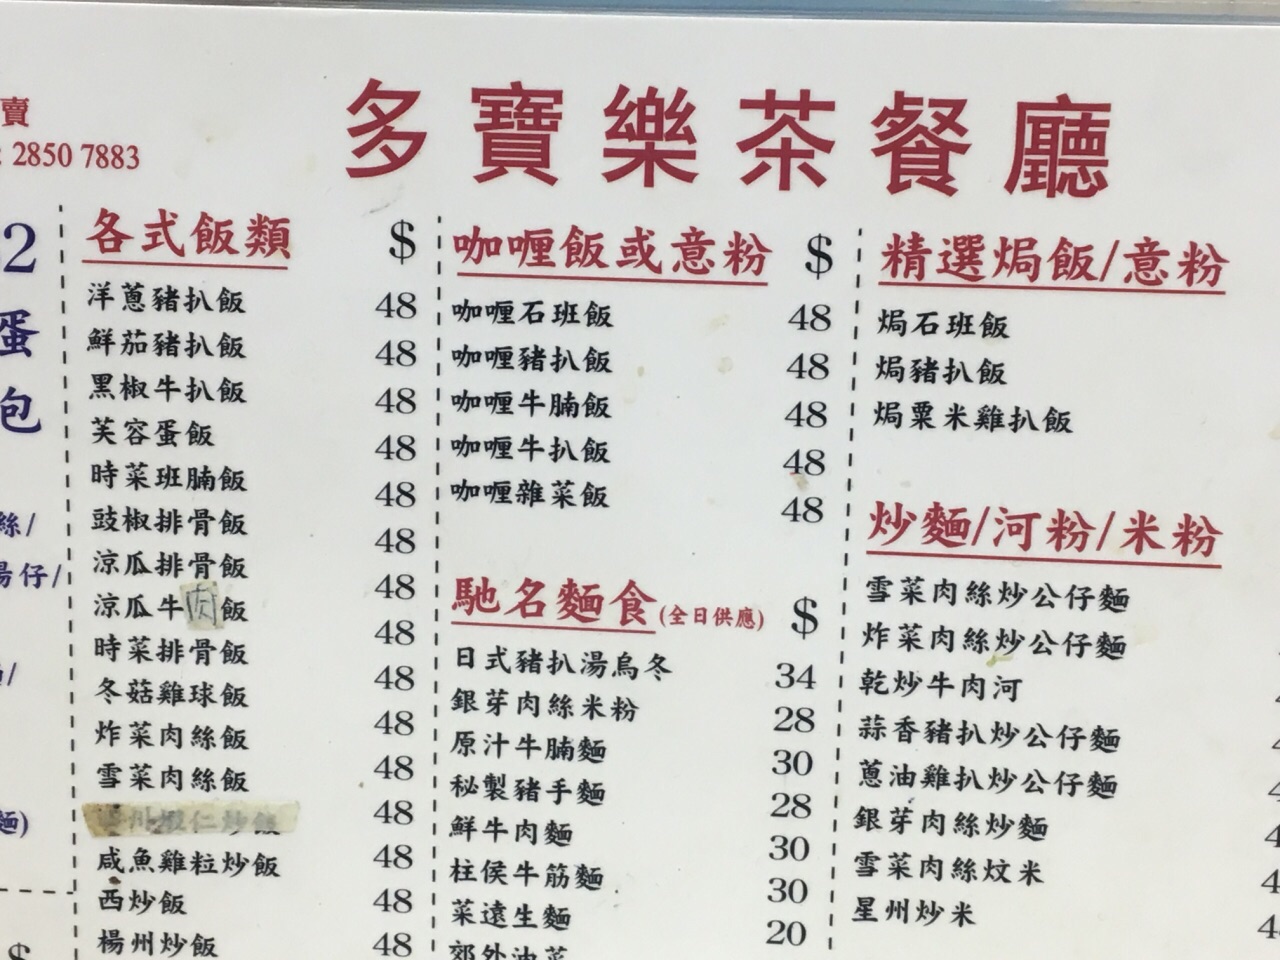 賣
: 2850 7883
多寶樂茶餐廳
2
蛋
包
絲/
湯仔/
/
麵)
$
各式飯類 $
洋蔥豬扒飯 48
鮮茄豬扒飯 48
黑椒牛扒飯 48
芙容蛋飯 48
時菜班腩飯 48
豉椒排骨飯 48
涼瓜排骨飯 48
涼瓜牛肉飯 48
時菜排骨飯 48
冬菇雞球飯 48
炸菜肉絲飯 48
雪菜肉絲飯 48
川蝦仁炒飯 48
咸魚雞粒炒飯 48
西炒飯 48
楊州炒飯 48
咖喱飯或意粉 $
咖喱石班飯 48
咖喱豬扒飯 48
咖喱牛腩飯 48
咖喱牛扒飯 48
咖喱雜菜飯 48
馳名麵食(全日供應) $
日式豬扒湯烏冬 34
銀芽肉絲米粉 28
原汁牛腩麵 30
秘製豬手麵 28
鮮牛肉麵 30
柱侯牛筋麵 30
菜遠生麵 20
郊外油菜
精選焗飯/意粉
焗石班飯
焗豬扒飯
焗粟米雞扒飯
炒麵/河粉/米粉
雪菜肉絲炒公仔麵
炸菜肉絲炒公仔麵
乾炒牛肉河
蒜香豬扒炒公仔麵
蔥油雞扒炒公仔麵
銀芽肉絲炒麵
雪菜肉絲炆米
星州炒米